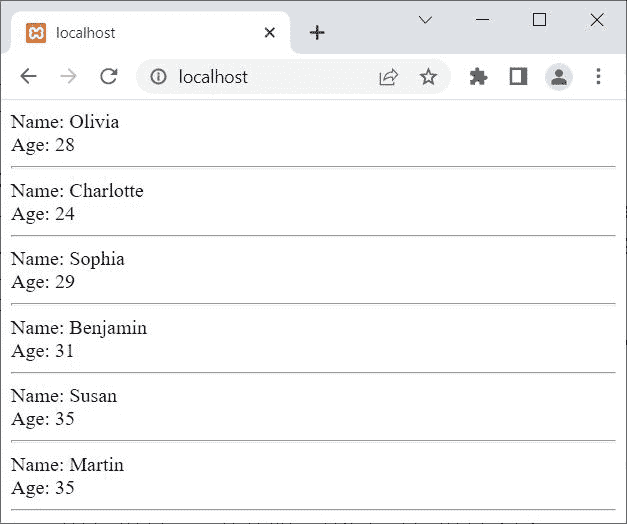 localhost
localhost
Name: Olivia
Age: 28
Name: Charlotte
Age: 24
Name: Sophia
Age: 29
Name: Benjamin
Age: 31
Name: Susan
Age: 35
Name: Martin
Age: 35